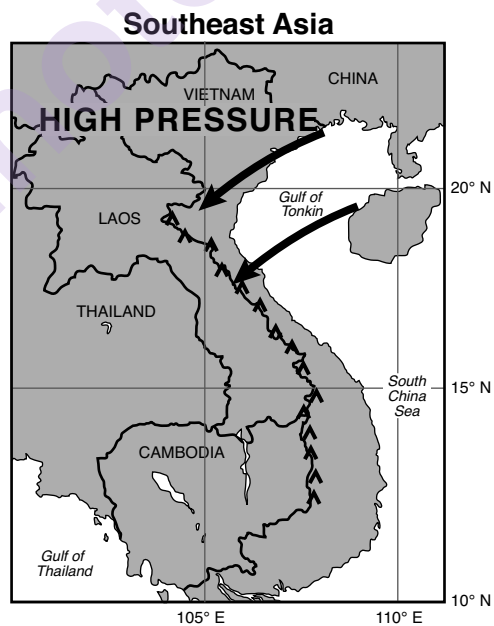 Southeast Asia
CHINA
VIETNAM
HIGH PRESSURE
20° N
Gulf of
Tonkin
LAOS
THAILAND
15° N
South
China
Sea
CAMBODIA
Gulf of
Thailand
10° N
105° E
110° E